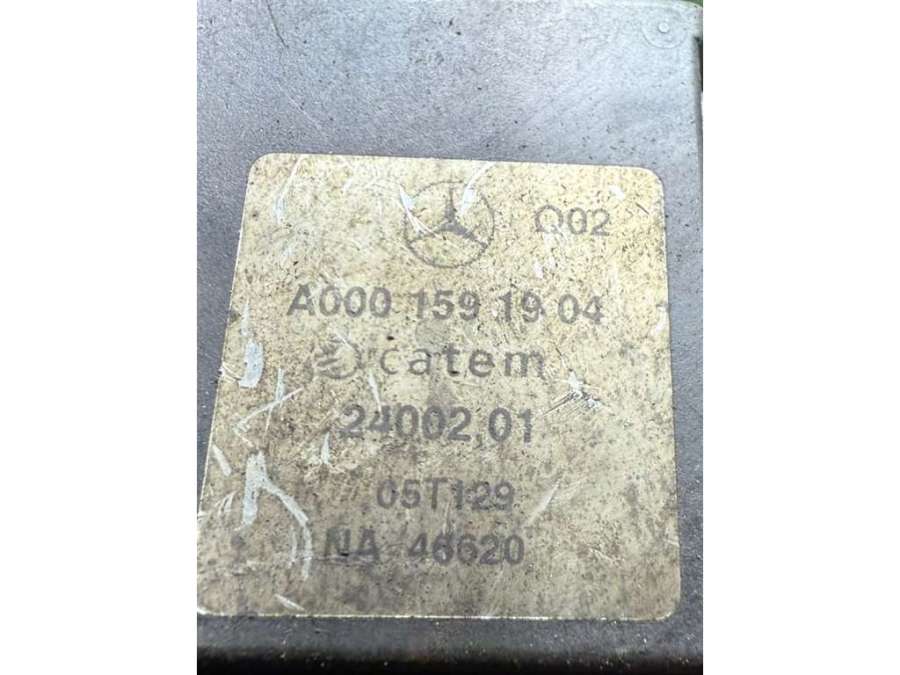 Q02
A000 159 19 04
catem
24002.01
05T129
NA 46620